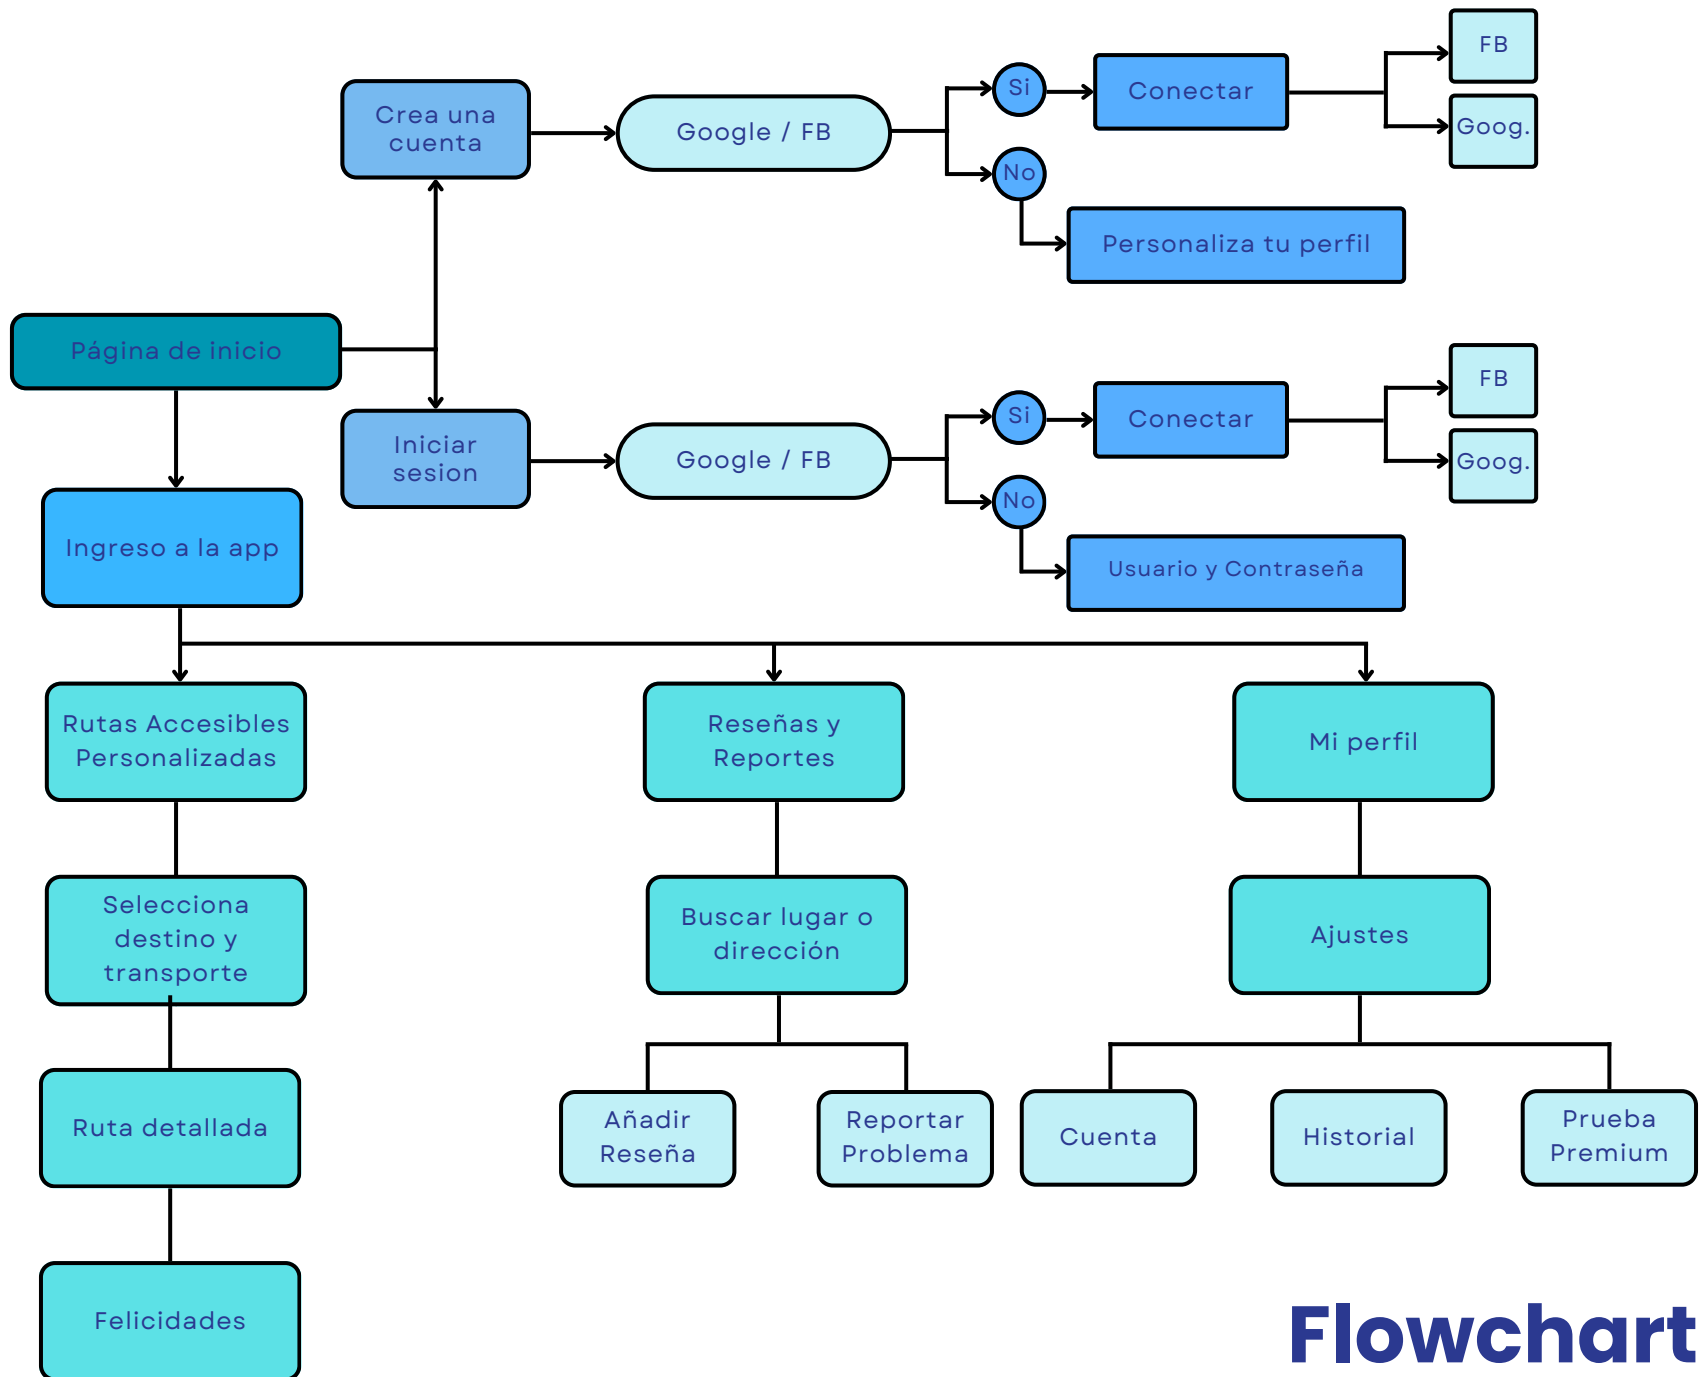 FB
Crea una
cuenta
Google / FB
Si
Conectar
Goog.
No
Personaliza tu perfil
Página de inicio
FB
Iniciar
sesion
Google / FB
Si
Conectar
Goog.
No
Usuario y Contraseña
Ingreso a la app
Rutas Accesibles
Personalizadas
Reseñas y
Reportes
Mi perfil
Selecciona
destino y
transporte
Buscar lugar o
dirección
Ajustes
Ruta detallada
Añadir
Reseña
Reportar
Problema
Cuenta
Historial
Prueba
Premium
Felicidades
Flowchart